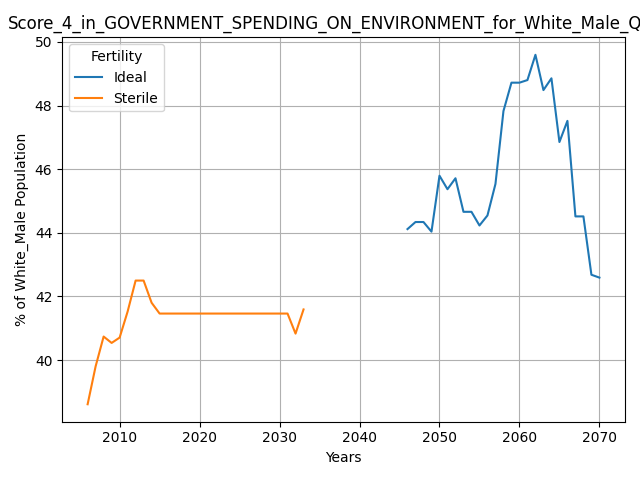 Score_4_in_GOVERNMENT_SPENDING_ON_ENVIRONMENT_for_White_Male_Q
Fertility
Ideal
Sterile
50
48
46
44
42
40
% of White_Male Population
2010 2020 2030 2040 2050 2060 2070
Years